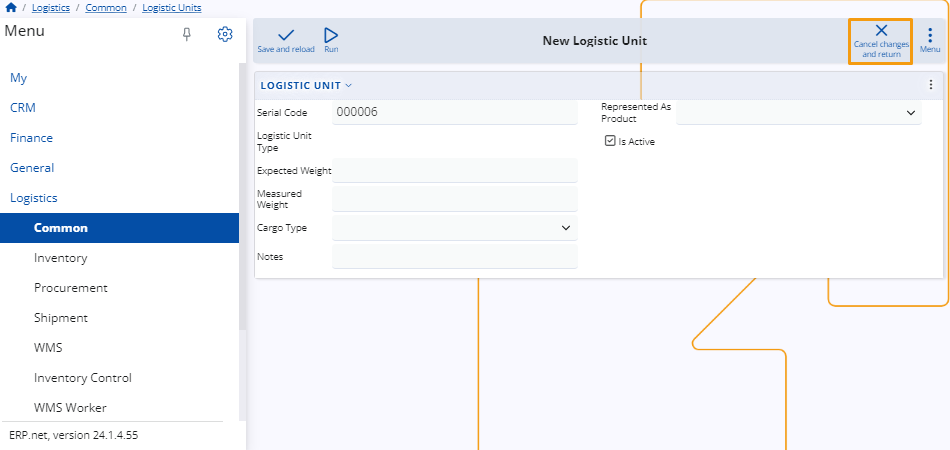 / Logistics / Common / Logistic Units
Menu
My
CRM
Finance
General
Logistics
Common
Inventory
Procurement
Shipment
WMS
Inventory Control
WMS Worker
ERP.net, version 24.1.4.55
Save and reload
Run
New Logistic Unit
Cancel changes
and return
Menu
LOGISTIC UNIT
Serial Code
000006
Logistic Unit
Type
Expected Weight
Measured
Weight
Cargo Type
Notes
Represented As
Product
Is Active